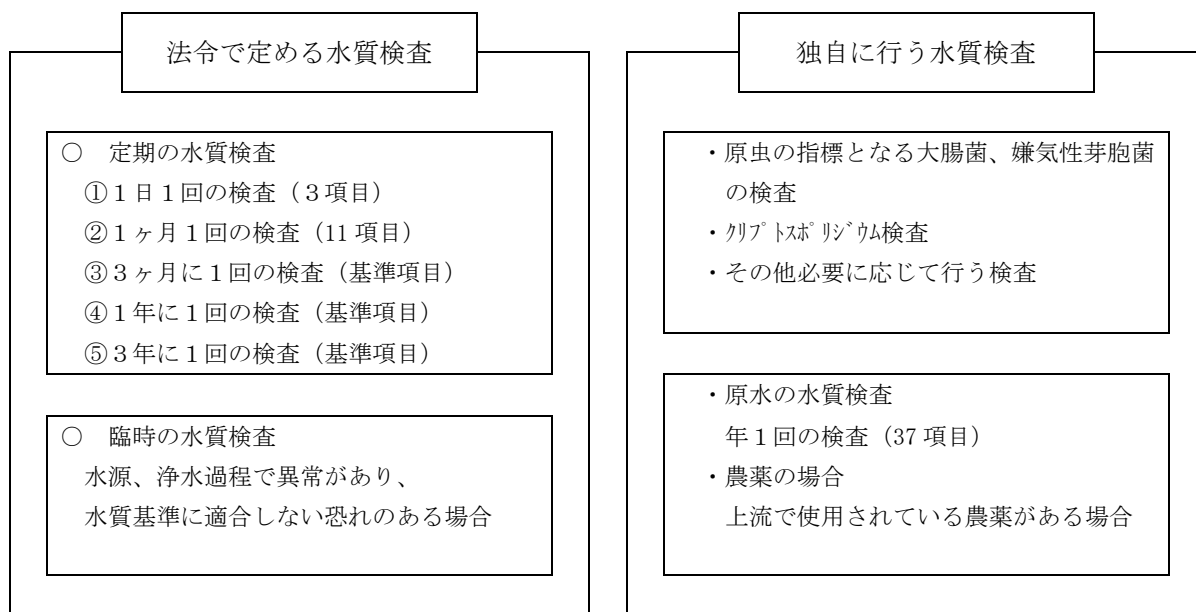 法令で定める水質検査
○ 定期の水質検査
①1日1回の検査(3項目)
②1ヶ月1回の検査(11 項目)
③3ヶ月に1回の検査(基準項目)
④1年に1回の検査(基準項目)
⑤3年に1回の検査(基準項目)
○ 臨時の水質検査
水源、浄水過程で異常があり、
水質基準に適合しない恐れのある場合
独自に行う水質検査
・原虫の指標となる大腸菌、嫌気性芽胞菌
の検査
・ｸﾘﾌﾟﾄｽﾎﾟﾘｼﾞｳﾑ検査
・その他必要に応じて行う検査
・原水の水質検査
年1回の検査(37 項目)
・農薬の場合
上流で使用されている農薬がある場合